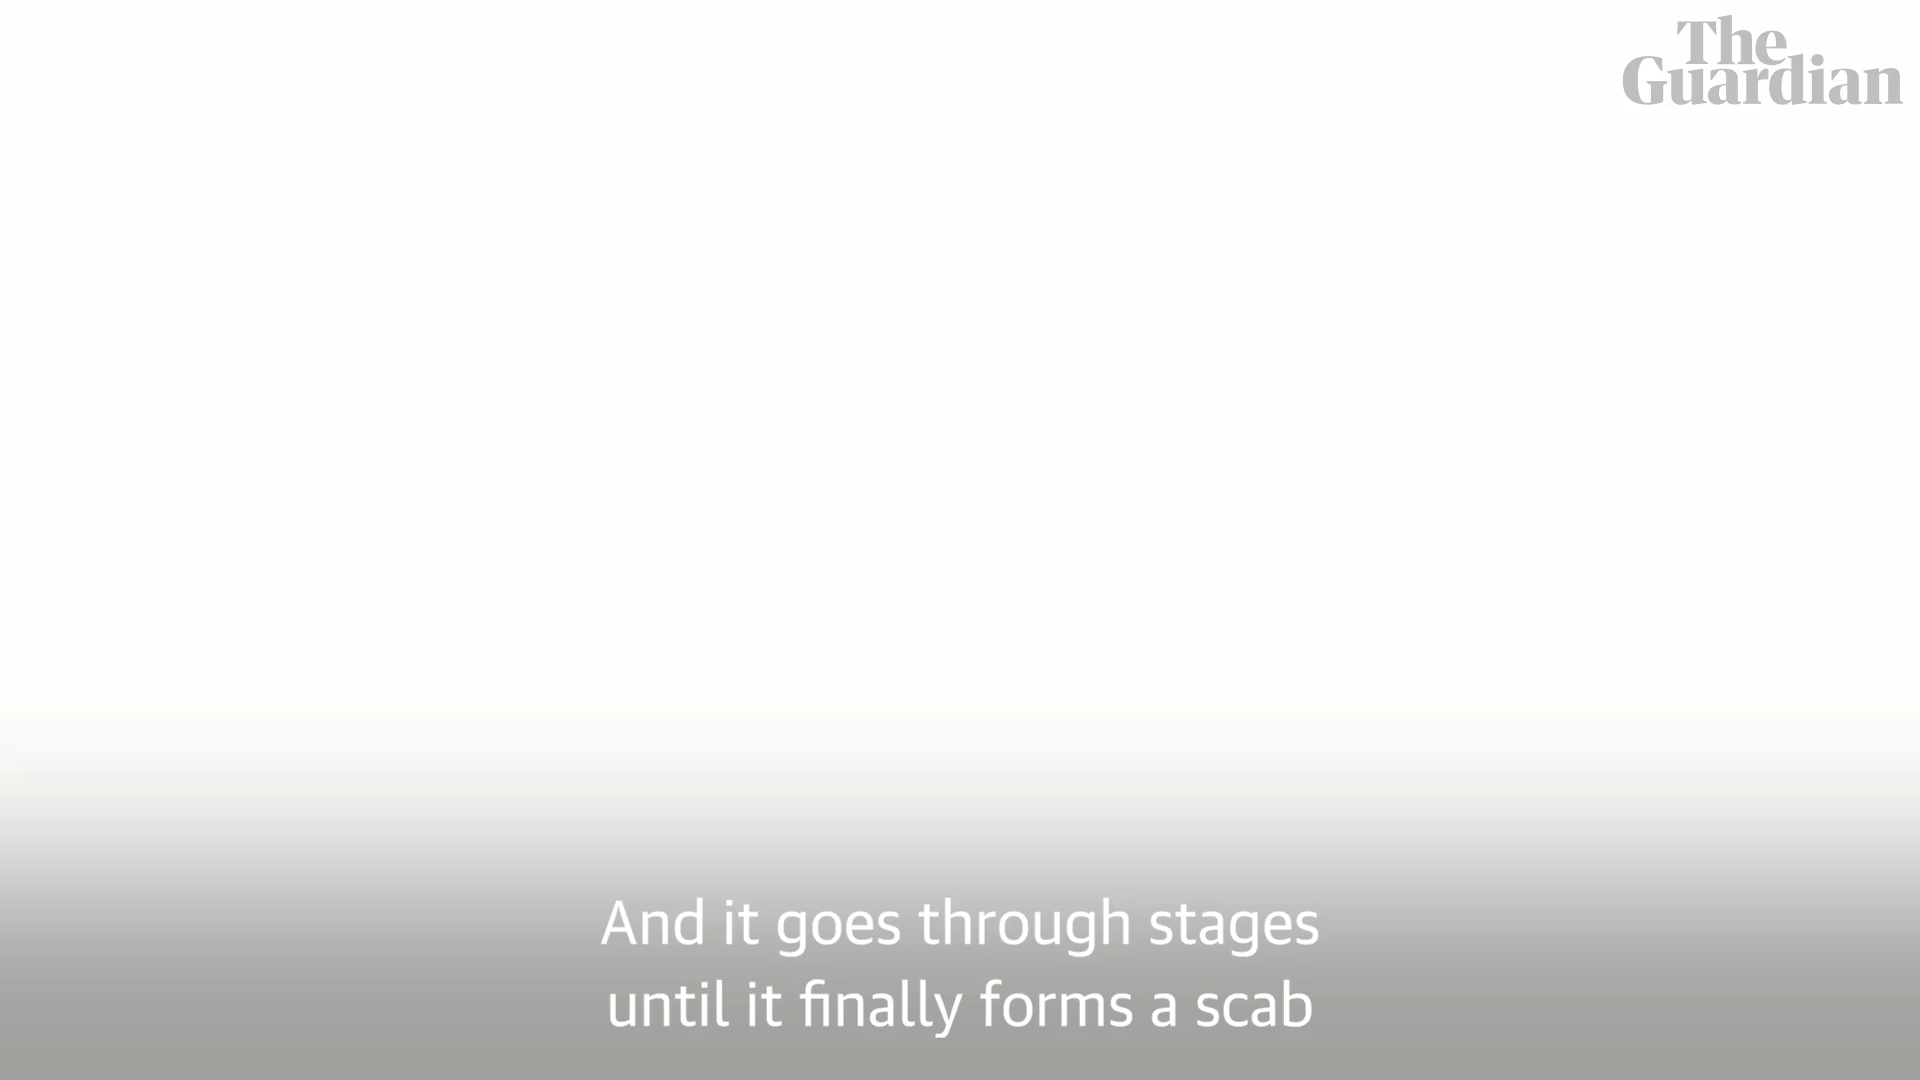 The
Guardian
And it goes through stages
until it finally forms a scab